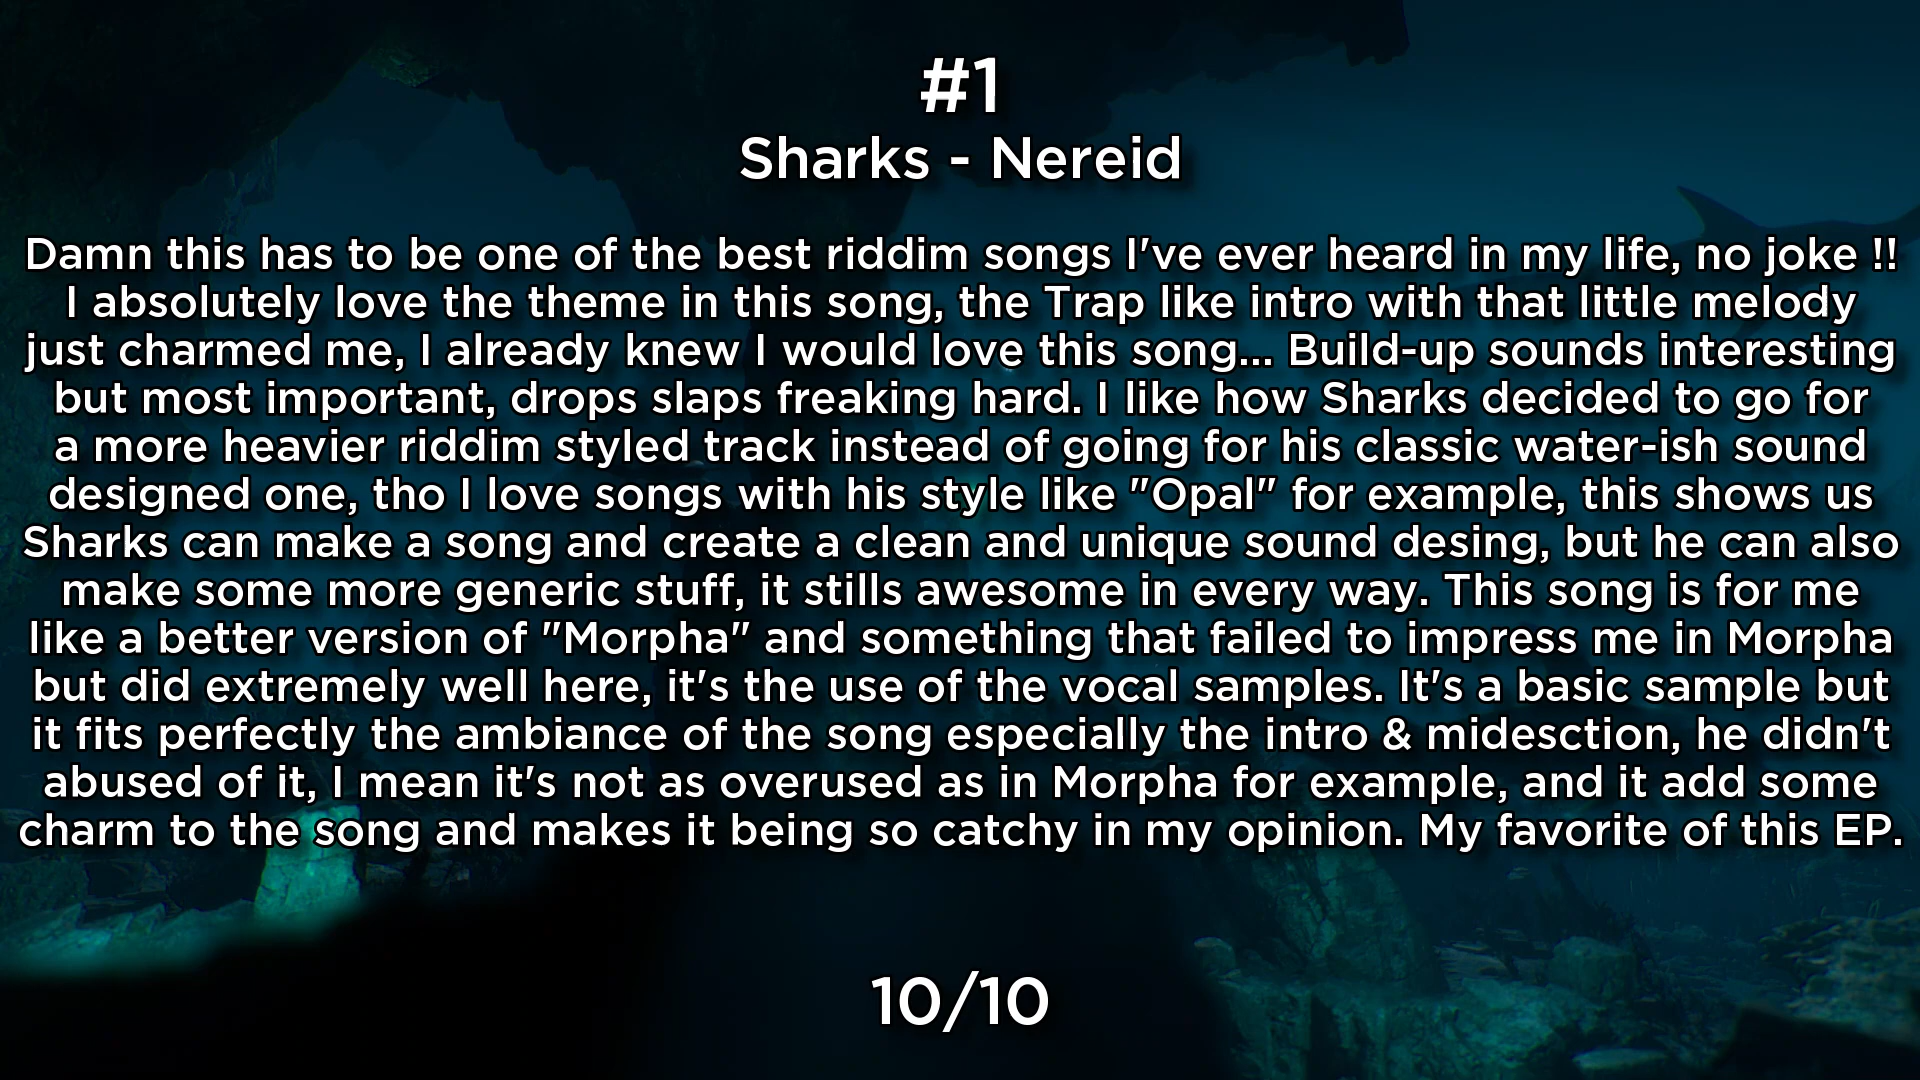 #1
Sharks - Nereid
Damn this has to be one of the best riddim songs I've ever heard in my life, no joke !!
I absolutely love the theme in this song, the Trap like intro with that little melody
just charmed me, I already knew I would love this song... Build-up sounds interesting
but most important, drops slaps freaking hard. I like how Sharks decided to go for
a more heavier riddim styled track instead of going for his classic water-ish sound
designed one, tho I love songs with his style like "Opal" for example, this shows us
Sharks can make a song and create a clean and unique sound desing, but he can also
make some more generic stuff, it stills awesome in every way. This song is for me
like a better version of "Morpha" and something that failed to impress me in Morpha
but did extremely well here, it's the use of the vocal samples. It's a basic sample but
it fits perfectly the ambiance of the song especially the intro & midesction, he didn't
abused of it, I mean it's not as overused as in Morpha for example, and it add some
charm to the song and makes it being so catchy in my opinion. My favorite of this EP.
10/10